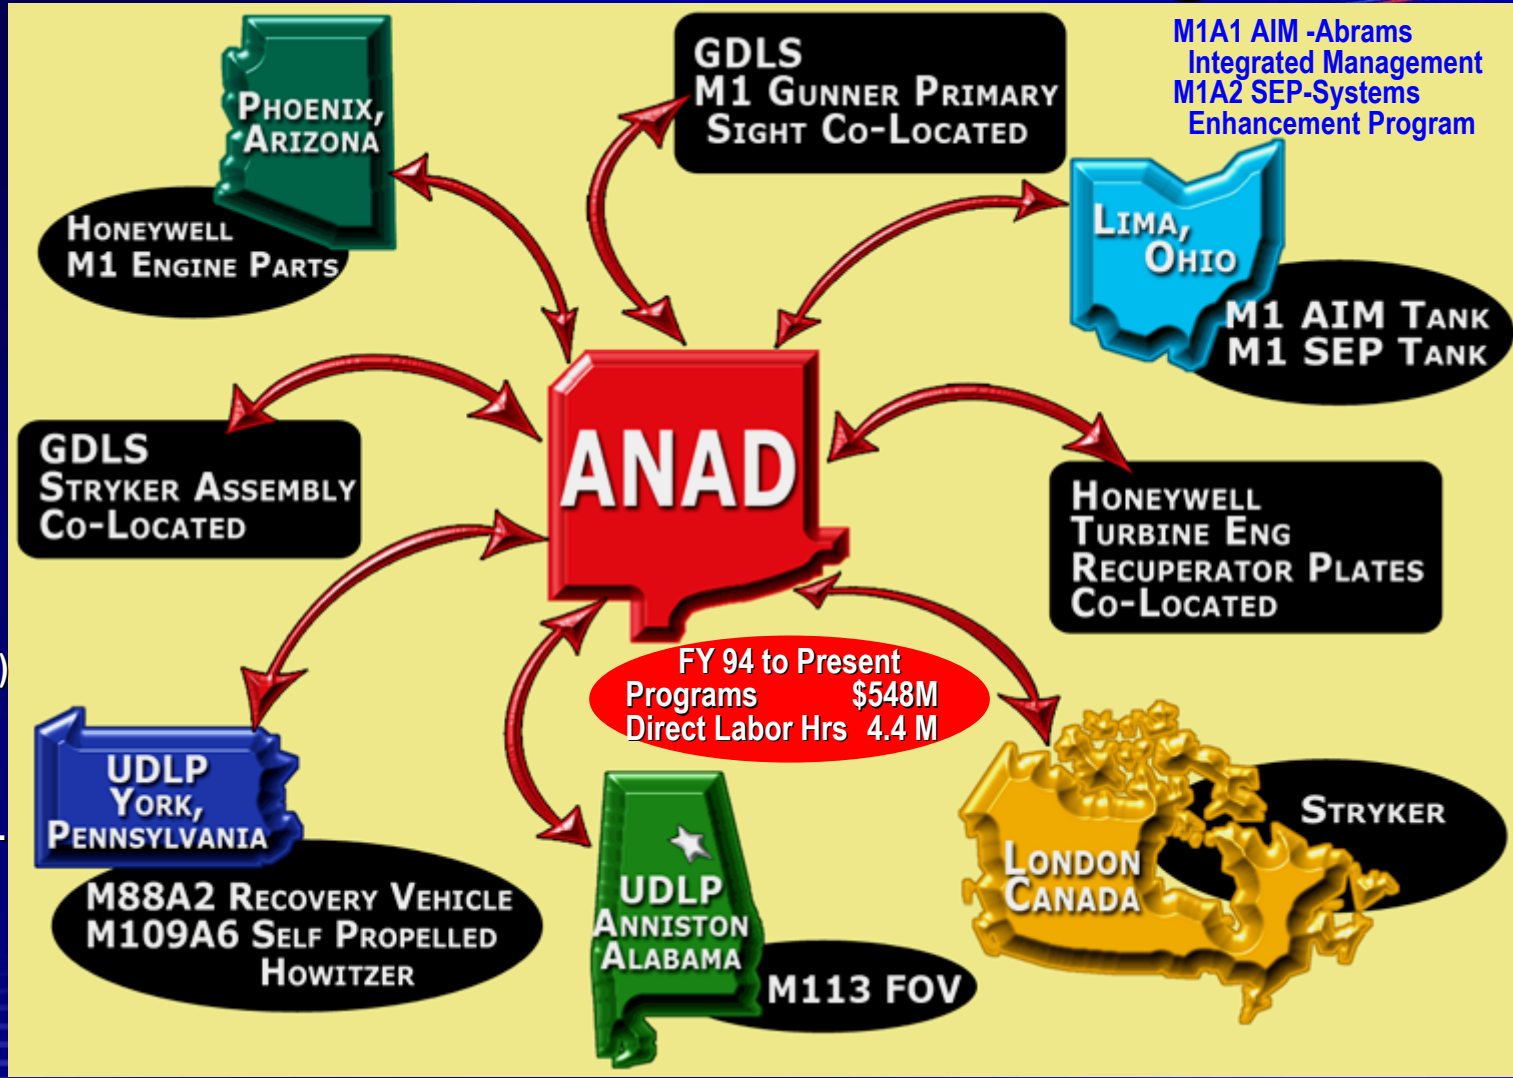 GDLS
M1 GUNNER PRIMARY
SIGHT CO-LOCATED
M1A1 AIM -Abrams
Integrated Management
M1A2 SEP-Systems
Enhancement Program
PHOENIX,
ARIZONA
HONEYWELL
M1 ENGINE PARTS
LIMA,
OHIO
M1 AIM TANK
M1 SEP TANK
GDLS
STRYKER ASSEMBLY
CO-LOCATED
ANAD
HONEYWELL
TURBINE ENG
RECUPERATOR PLATES
CO-LOCATED
)
FY 94 to Present
Programs $548M
Direct Labor Hrs 4.4 M
UDLP
YORK,
PENNSYLVANIA
M88A2 RECOVERY VEHICLE
M109A6 SELF PROPELLED
HOWITZER
UDLP
ANNISTON
ALABAMA
M113 FOV
LONDON
CANADA
STRYKER